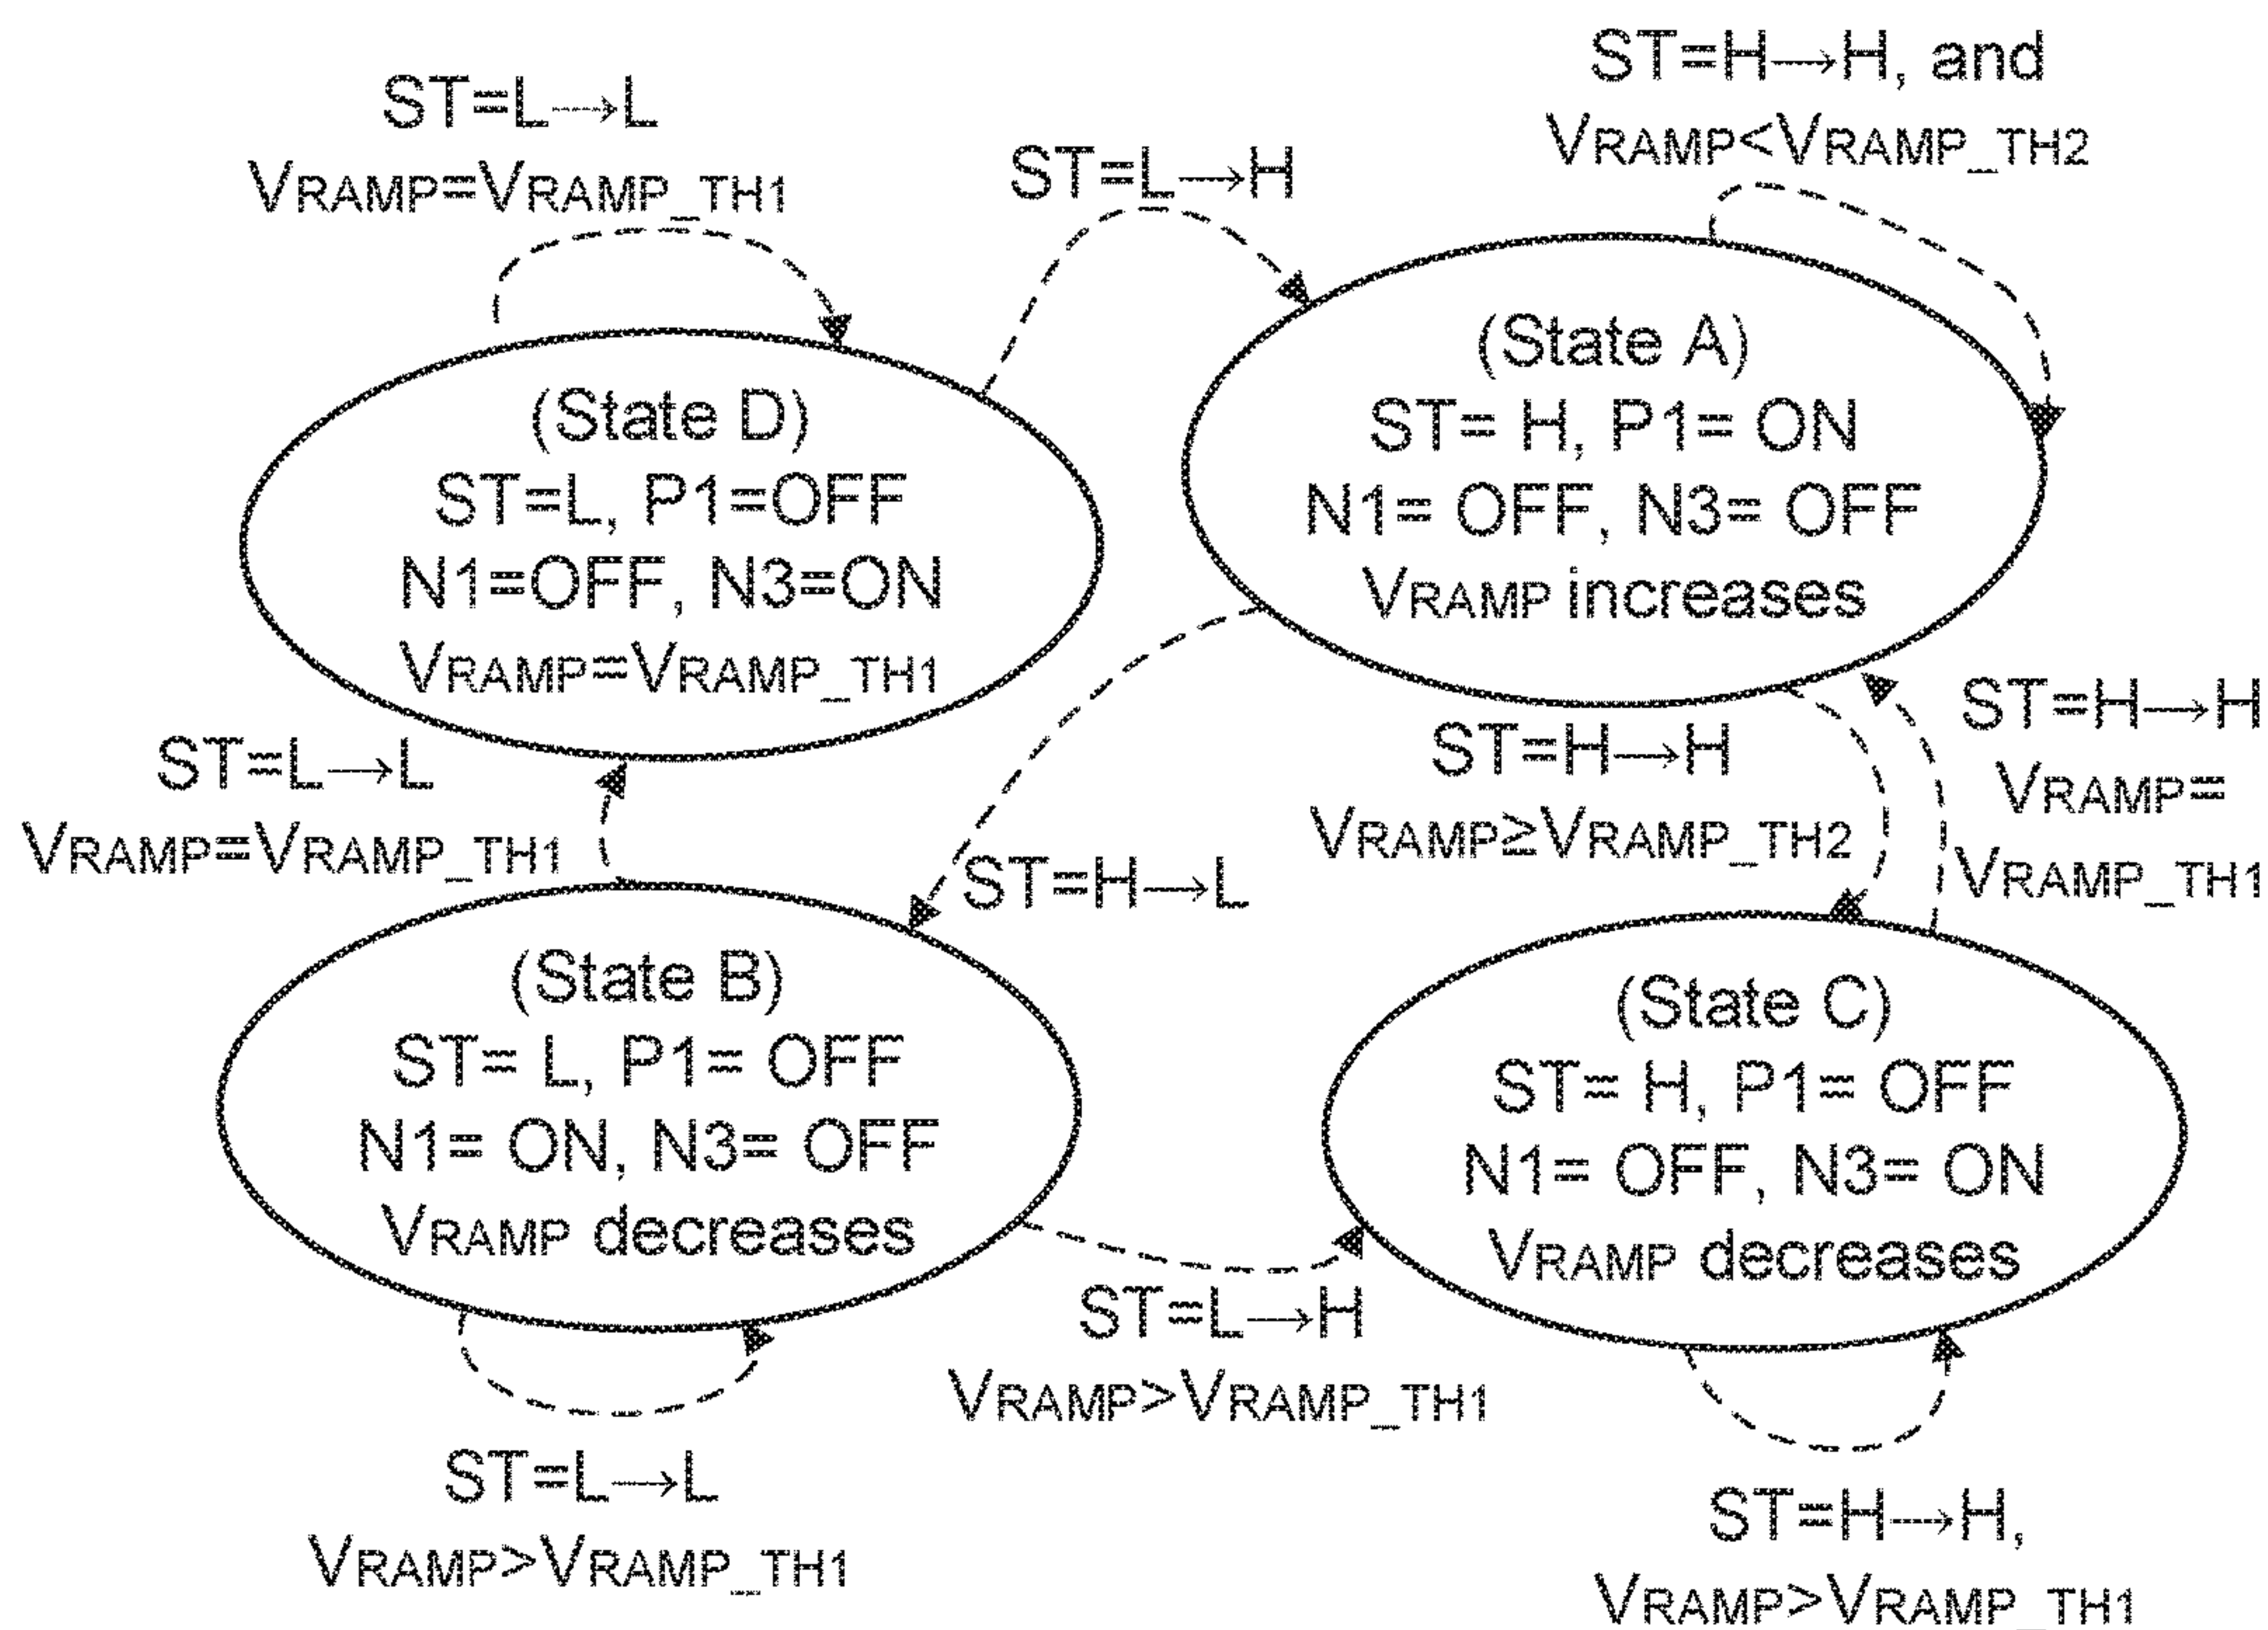 ST=L→L
VRAMP=VRAMP_TH1
ST=L→H
ST=H→H, and
VRAMP<VRAMP_TH2
(State D)
ST=L, P1=OFF
N1=OFF, N3=ON
VRAMP=VRAMP_TH1
(State A)
ST= H, P1= ON
N1= OFF, N3= OFF
VRAMP increases
ST=L→L
VRAMP=VRAMP_TH1
ST=H→L
ST=H→H
VRAMP≥VRAMP_TH2
ST=H→H
VRAMP=
VRAMP_TH1
(State B)
ST= L, P1= OFF
N1= ON, N3= OFF
VRAMP decreases
(State C)
ST= H, P1= OFF
N1= OFF, N3= ON
VRAMP decreases
ST=L→H
VRAMP>VRAMP_TH1
ST=L→L
VRAMP>VRAMP_TH1
ST=H→H,
VRAMP>VRAMP_TH1